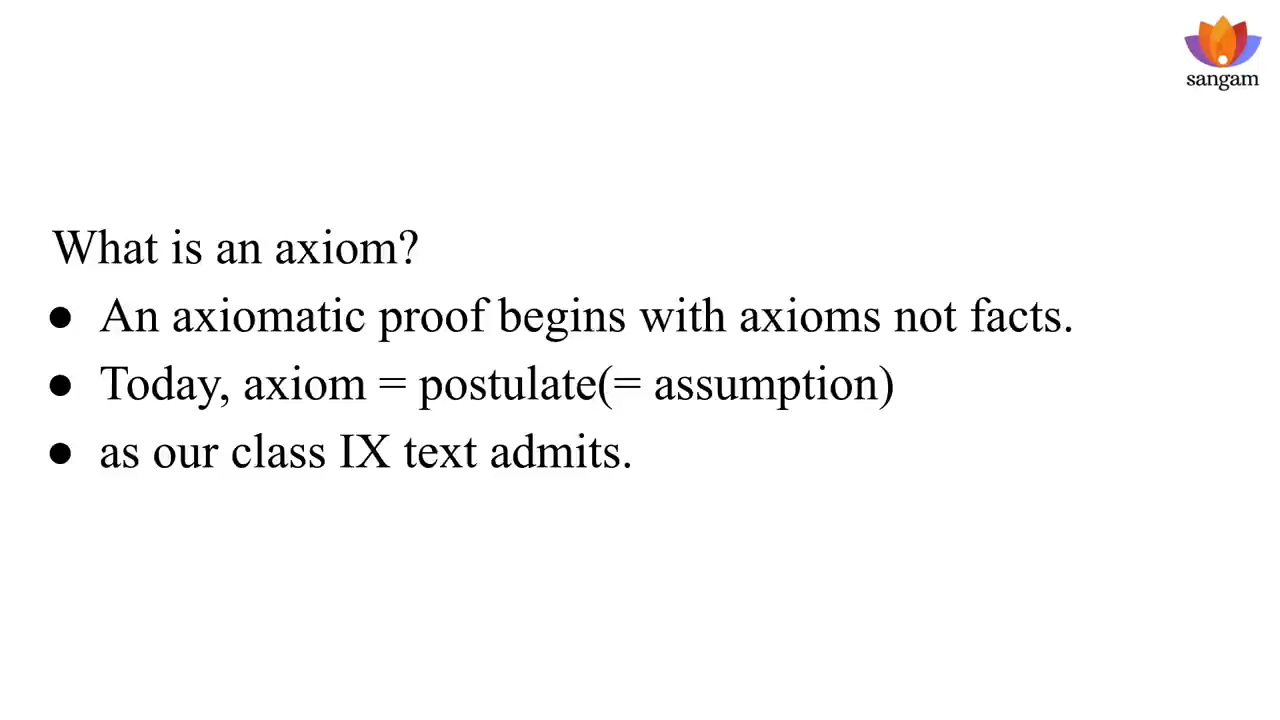 sangam
What is an axiom?
● An axiomatic proof begins with axioms not facts.
● Today, axiom = postulate(= assumption)
● as our class IX text admits.